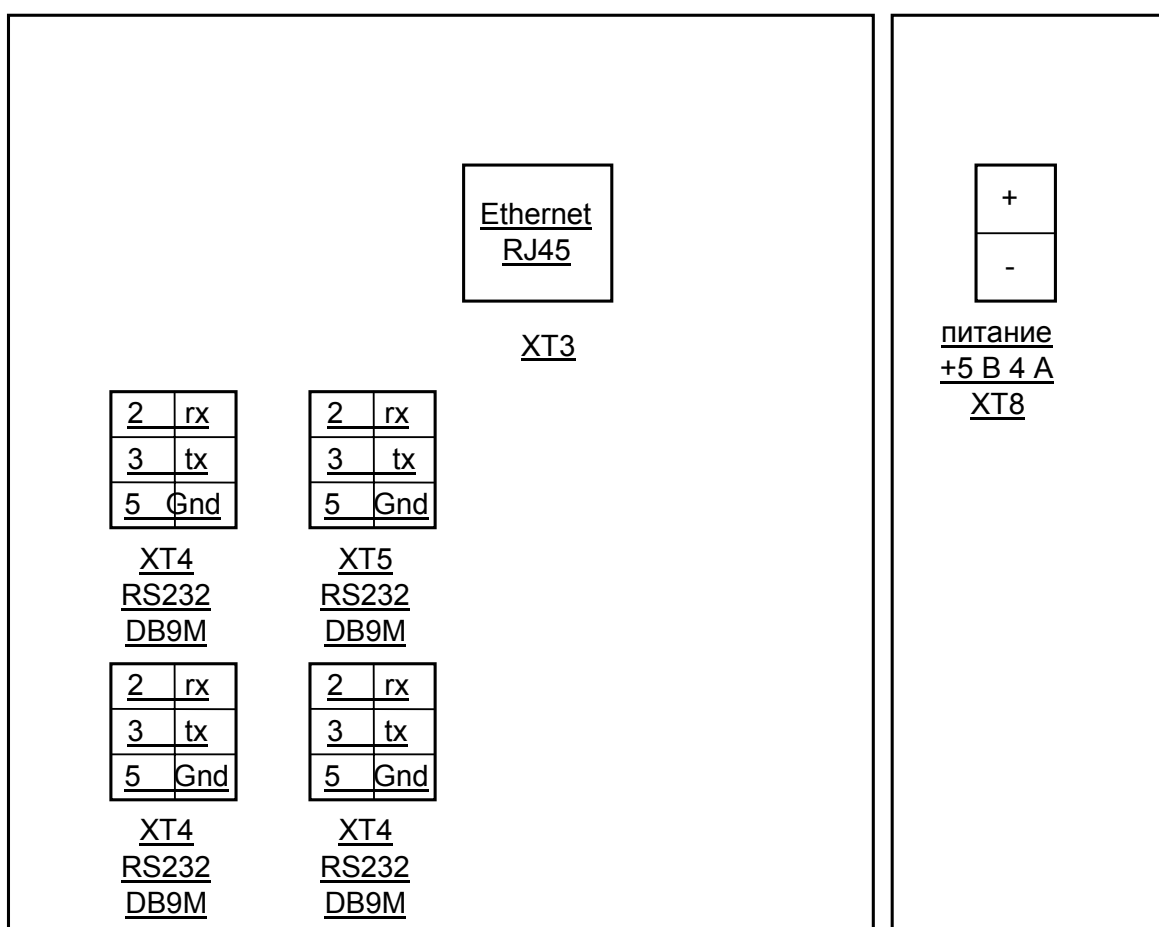 Ethernet
RJ45
XT3
+
-
питание
+5 В 4 А
XT8
2 rx
3 tx
5 Gnd
XT4
RS232
DB9M
2 rx
3 tx
5 Gnd
XT5
RS232
DB9M
2 rx
3 tx
5 Gnd
XT4
RS232
DB9M
2 rx
3 tx
5 Gnd
XT4
RS232
DB9M